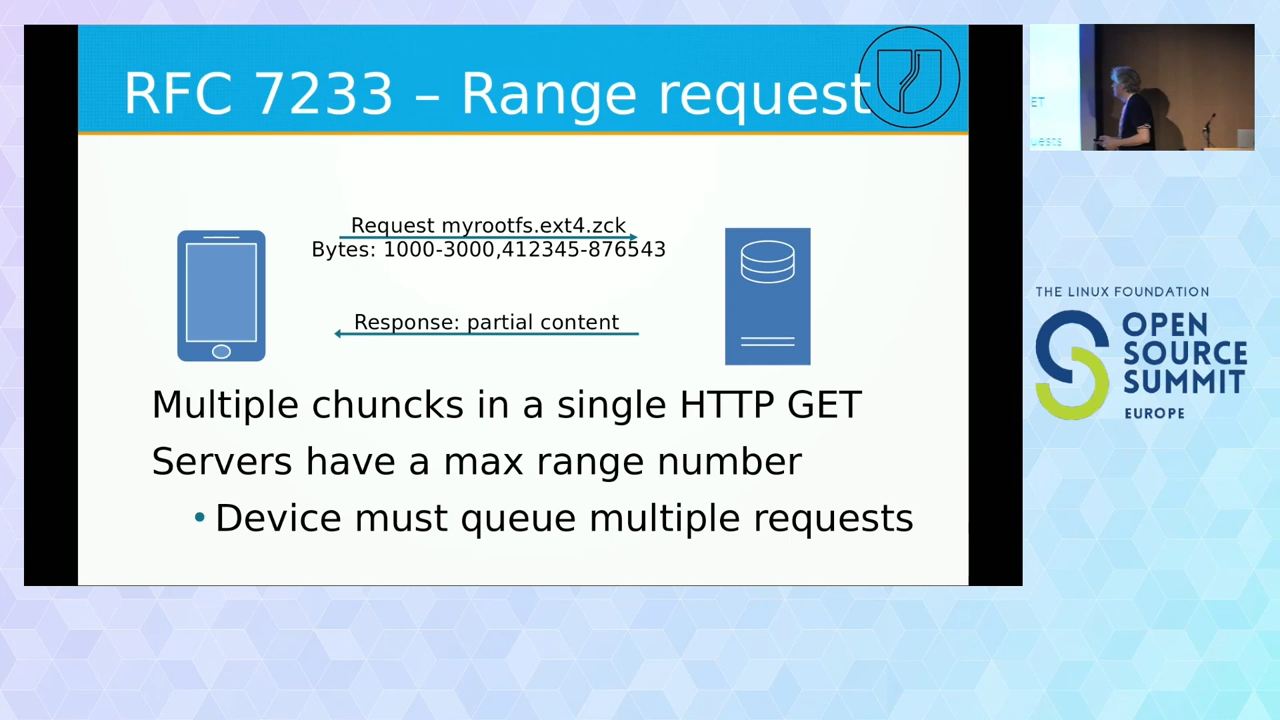 RFC 7233 – Range request
Request myrootfs.ext4.zck
Bytes: 1000-3000,412345-876543
Response: partial content
Multiple chuncks in a single HTTP GET
Servers have a max range number
• Device must queue multiple requests
ET
uests
THE LINUX FOUNDATION
OPEN
SOURCE
SUMMIT
EUROPE